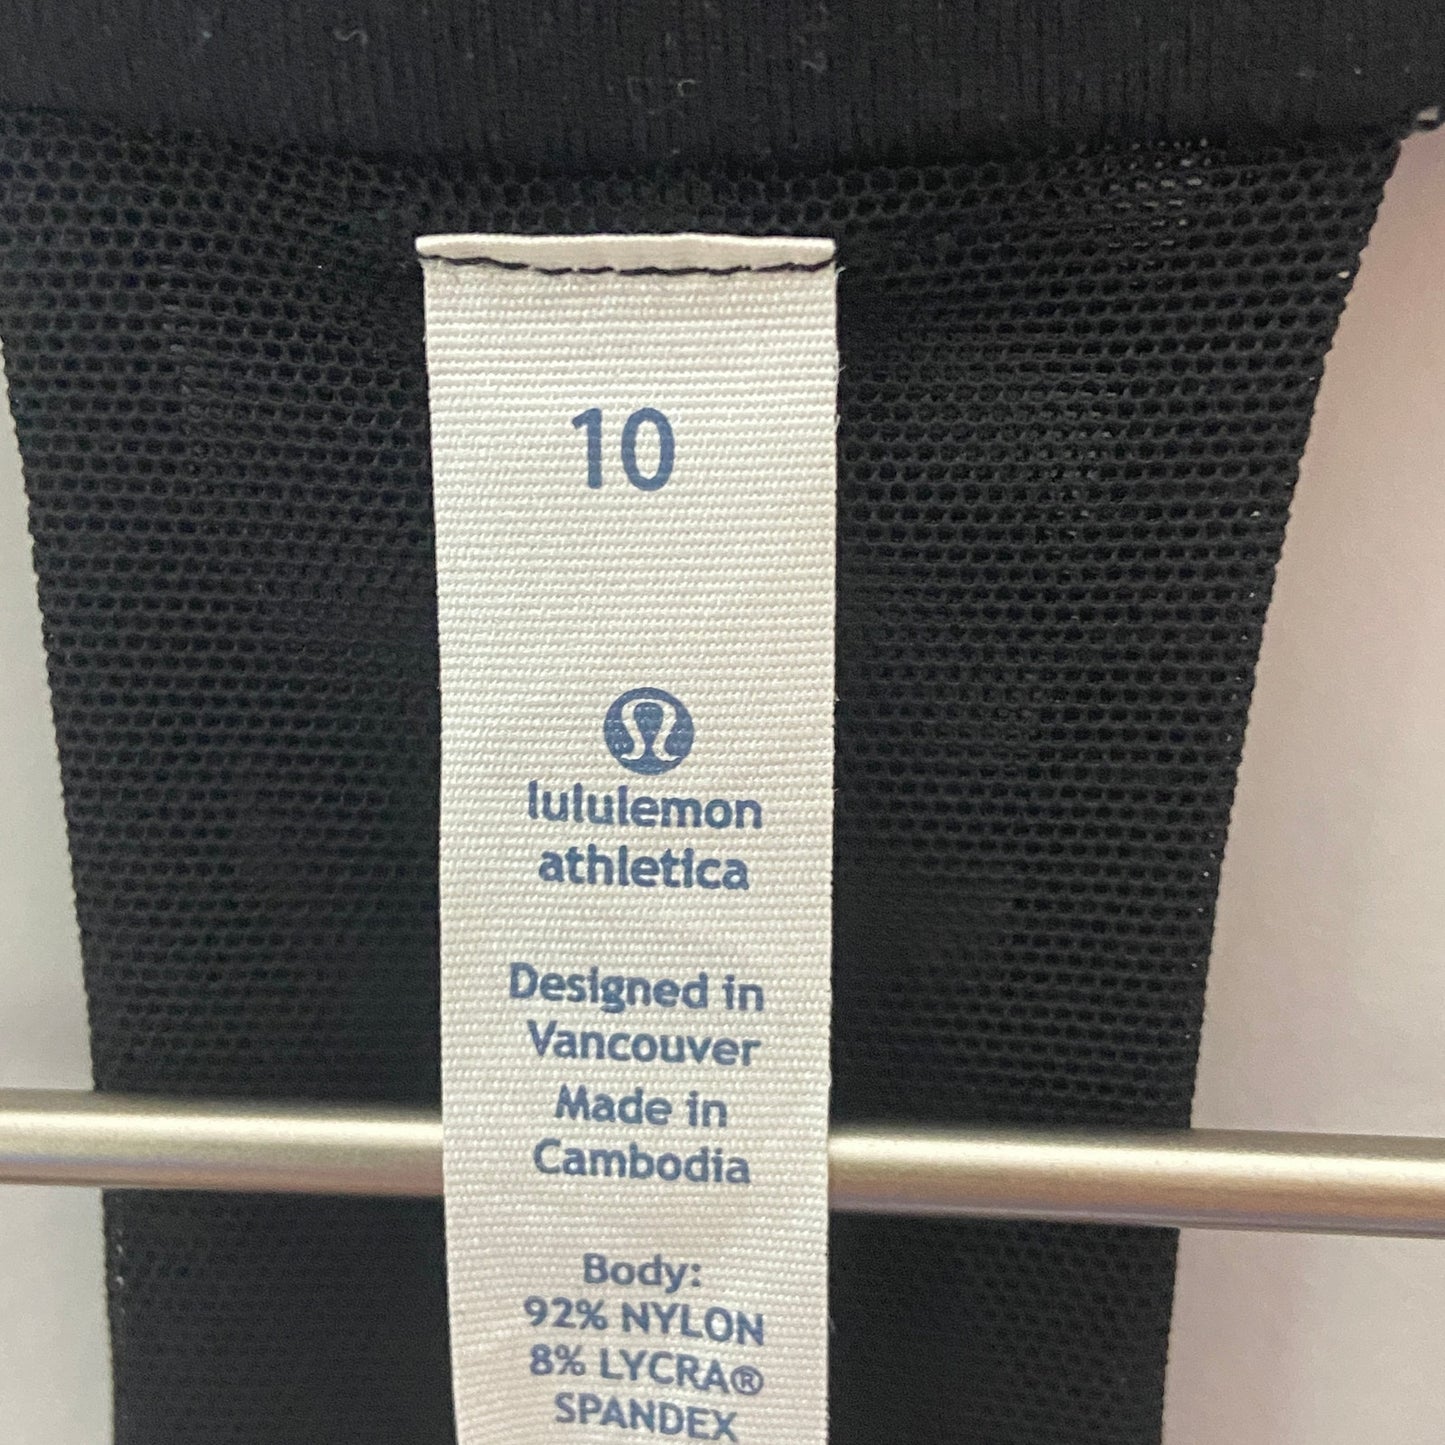 10
lululemon
athletica
Designed in
Vancouver
Made in
Cambodia
Body:
92% NYLON
8% LYCRA®
SPANDEX